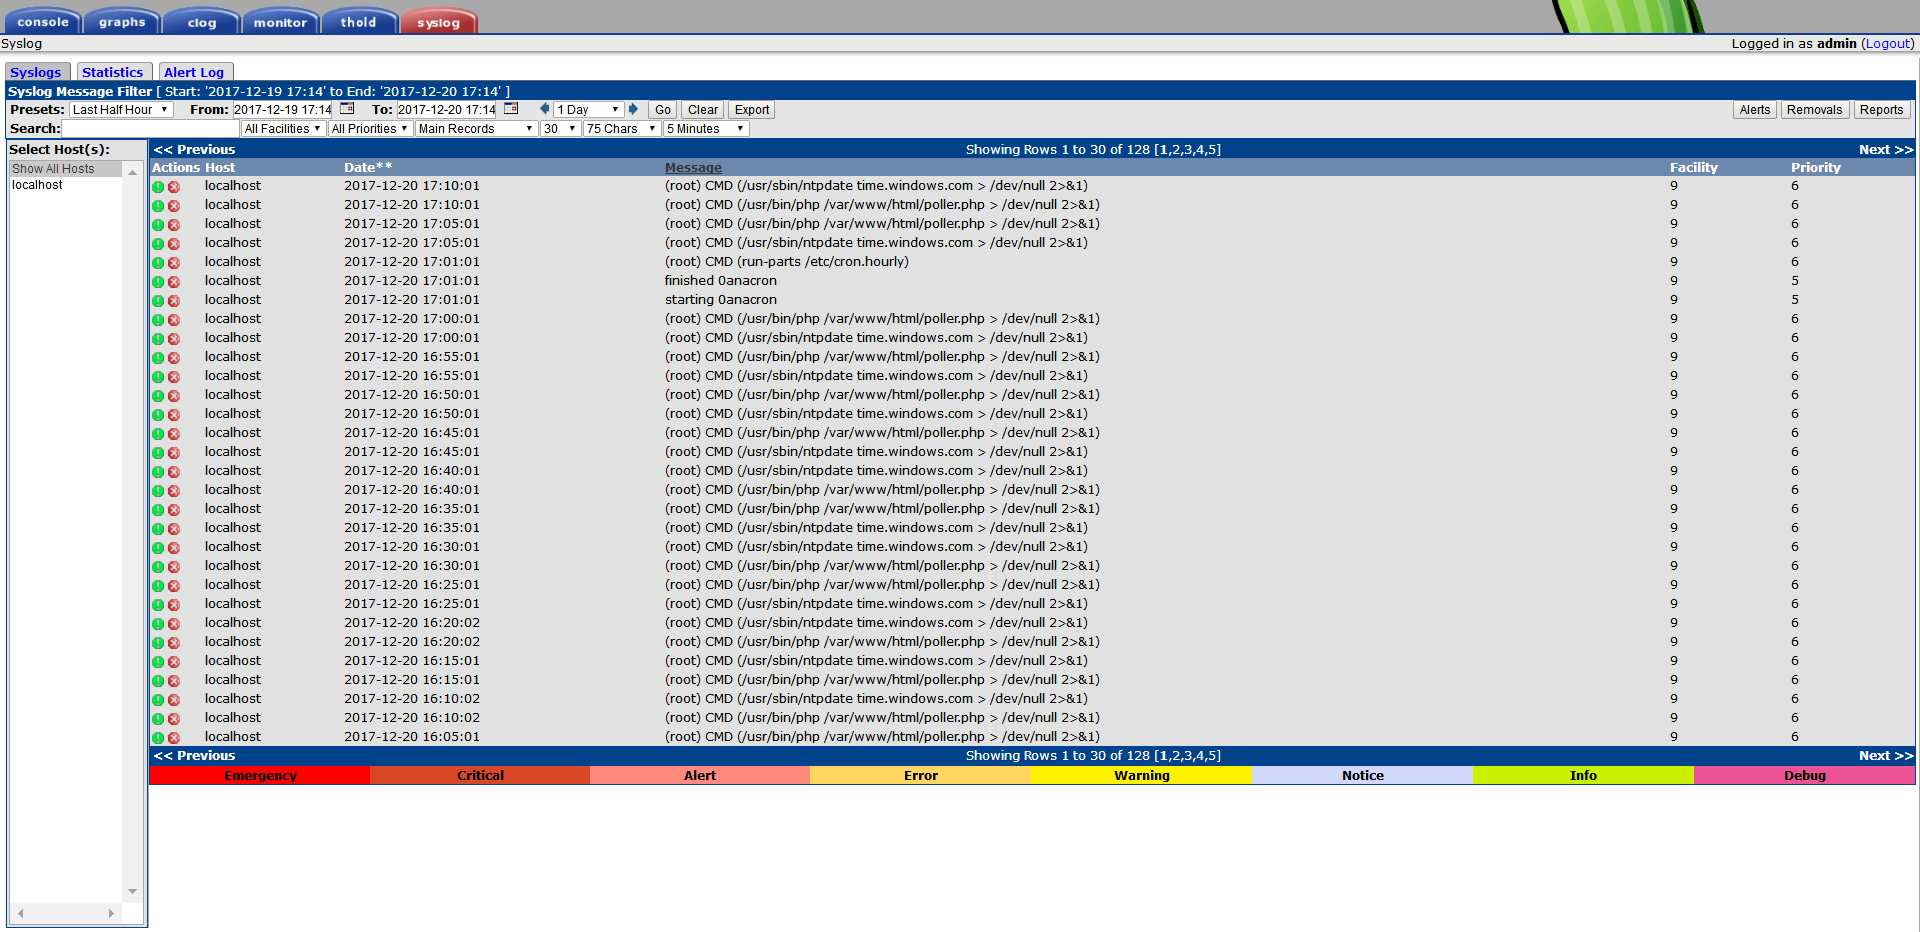 console graphs clog monitor thold syslog
Syslog Logged in as admin (Logout)
Syslogs Statistics Alert Log
Syslog Message Filter [ Start: '2017-12-19 17:14' to End: '2017-12-20 17:14' ]
Presets: Last Half Hour From: 2017-12-19 17:14 To: 2017-12-20 17:14 1 Day Go Clear Export Alerts Removals Reports
Search: All Facilities All Priorities Main Records 30 75 Chars 5 Minutes
Select Host(s):
Show All Hosts
localhost
<< Previous Showing Rows 1 to 30 of 128 [1,2,3,4,5] Next >>
Actions Host Date** Message Facility Priority
localhost 2017-12-20 17:10:01 (root) CMD (/usr/sbin/ntpdate time.windows.com > /dev/null 2>&1) 9 6
localhost 2017-12-20 17:10:01 (root) CMD (/usr/bin/php /var/www/html/poller.php > /dev/null 2>&1) 9 6
localhost 2017-12-20 17:05:01 (root) CMD (/usr/bin/php /var/www/html/poller.php > /dev/null 2>&1) 9 6
localhost 2017-12-20 17:05:01 (root) CMD (/usr/sbin/ntpdate time.windows.com > /dev/null 2>&1) 9 6
localhost 2017-12-20 17:01:01 (root) CMD (run-parts /etc/cron.hourly) 9 6
localhost 2017-12-20 17:01:01 finished 0anacron 9 5
localhost 2017-12-20 17:01:01 starting 0anacron 9 5
localhost 2017-12-20 17:00:01 (root) CMD (/usr/bin/php /var/www/html/poller.php > /dev/null 2>&1) 9 6
localhost 2017-12-20 17:00:01 (root) CMD (/usr/sbin/ntpdate time.windows.com > /dev/null 2>&1) 9 6
localhost 2017-12-20 16:55:01 (root) CMD (/usr/bin/php /var/www/html/poller.php > /dev/null 2>&1) 9 6
localhost 2017-12-20 16:55:01 (root) CMD (/usr/sbin/ntpdate time.windows.com > /dev/null 2>&1) 9 6
localhost 2017-12-20 16:50:01 (root) CMD (/usr/bin/php /var/www/html/poller.php > /dev/null 2>&1) 9 6
localhost 2017-12-20 16:50:01 (root) CMD (/usr/sbin/ntpdate time.windows.com > /dev/null 2>&1) 9 6
localhost 2017-12-20 16:45:01 (root) CMD (/usr/bin/php /var/www/html/poller.php > /dev/null 2>&1) 9 6
localhost 2017-12-20 16:45:01 (root) CMD (/usr/sbin/ntpdate time.windows.com > /dev/null 2>&1) 9 6
localhost 2017-12-20 16:40:01 (root) CMD (/usr/sbin/ntpdate time.windows.com > /dev/null 2>&1) 9 6
localhost 2017-12-20 16:40:01 (root) CMD (/usr/bin/php /var/www/html/poller.php > /dev/null 2>&1) 9 6
localhost 2017-12-20 16:35:01 (root) CMD (/usr/bin/php /var/www/html/poller.php > /dev/null 2>&1) 9 6
localhost 2017-12-20 16:35:01 (root) CMD (/usr/sbin/ntpdate time.windows.com > /dev/null 2>&1) 9 6
localhost 2017-12-20 16:30:01 (root) CMD (/usr/sbin/ntpdate time.windows.com > /dev/null 2>&1) 9 6
localhost 2017-12-20 16:30:01 (root) CMD (/usr/bin/php /var/www/html/poller.php > /dev/null 2>&1) 9 6
localhost 2017-12-20 16:25:01 (root) CMD (/usr/bin/php /var/www/html/poller.php > /dev/null 2>&1) 9 6
localhost 2017-12-20 16:25:01 (root) CMD (/usr/sbin/ntpdate time.windows.com > /dev/null 2>&1) 9 6
localhost 2017-12-20 16:20:02 (root) CMD (/usr/sbin/ntpdate time.windows.com > /dev/null 2>&1) 9 6
localhost 2017-12-20 16:20:02 (root) CMD (/usr/bin/php /var/www/html/poller.php > /dev/null 2>&1) 9 6
localhost 2017-12-20 16:15:01 (root) CMD (/usr/sbin/ntpdate time.windows.com > /dev/null 2>&1) 9 6
localhost 2017-12-20 16:15:01 (root) CMD (/usr/bin/php /var/www/html/poller.php > /dev/null 2>&1) 9 6
localhost 2017-12-20 16:10:02 (root) CMD (/usr/sbin/ntpdate time.windows.com > /dev/null 2>&1) 9 6
localhost 2017-12-20 16:10:02 (root) CMD (/usr/bin/php /var/www/html/poller.php > /dev/null 2>&1) 9 6
localhost 2017-12-20 16:05:01 (root) CMD (/usr/bin/php /var/www/html/poller.php > /dev/null 2>&1) 9 6
<< Previous Showing Rows 1 to 30 of 128 [1,2,3,4,5] Next >>
Emergency Critical Alert Error Warning Notice Info Debug